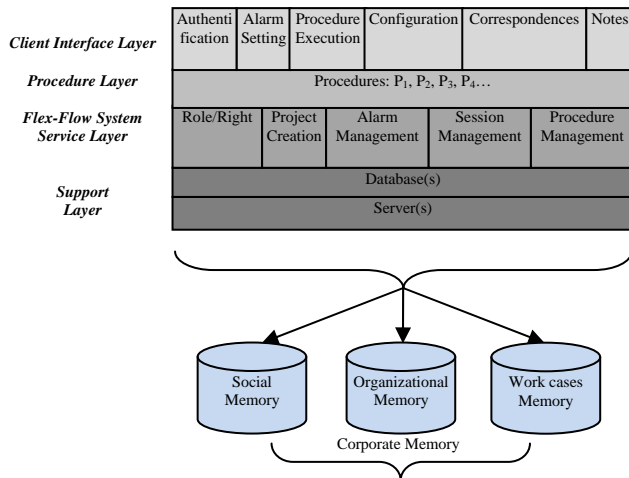 Client Interface Layer
Authenti
fification
Alarm
Setting
Procedure
Execution
Configuration
Correspondences
Notes
Procedure Layer
Procedures: P1, P2, P3, P4…
Flex-Flow System
Service Layer
Role/Right
Project
Creation
Alarm
Management
Session
Management
Procedure
Management
Support
Layer
Database(s)
Server(s)
Social
Memory
Organizational
Memory
Work cases
Memory
Corporate Memory